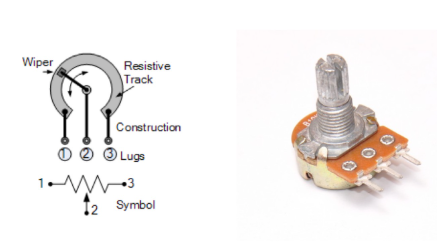 Wiper
Resistive
Track
Construction
1 2 3 Lugs
1 3
2
Symbol